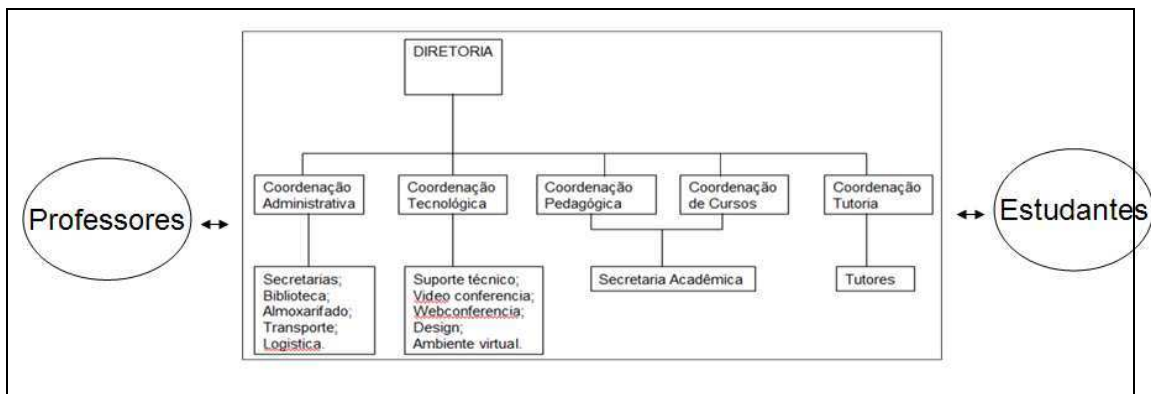 DIRETORIA
Professores
Coordenação
Administrativa
Coordenação
Tecnológica
Coordenação
Pedagógica
Coordenação
de Cursos
Coordenação
Tutoria
Estudantes
Secretarias;
Biblioteca;
Almoxarifado;
Transporte;
Logistica.
Suporte técnico;
Video conferencia;
Webconferencia;
Design;
Ambiente virtual.
Secretaria Acadêmica
Tutores